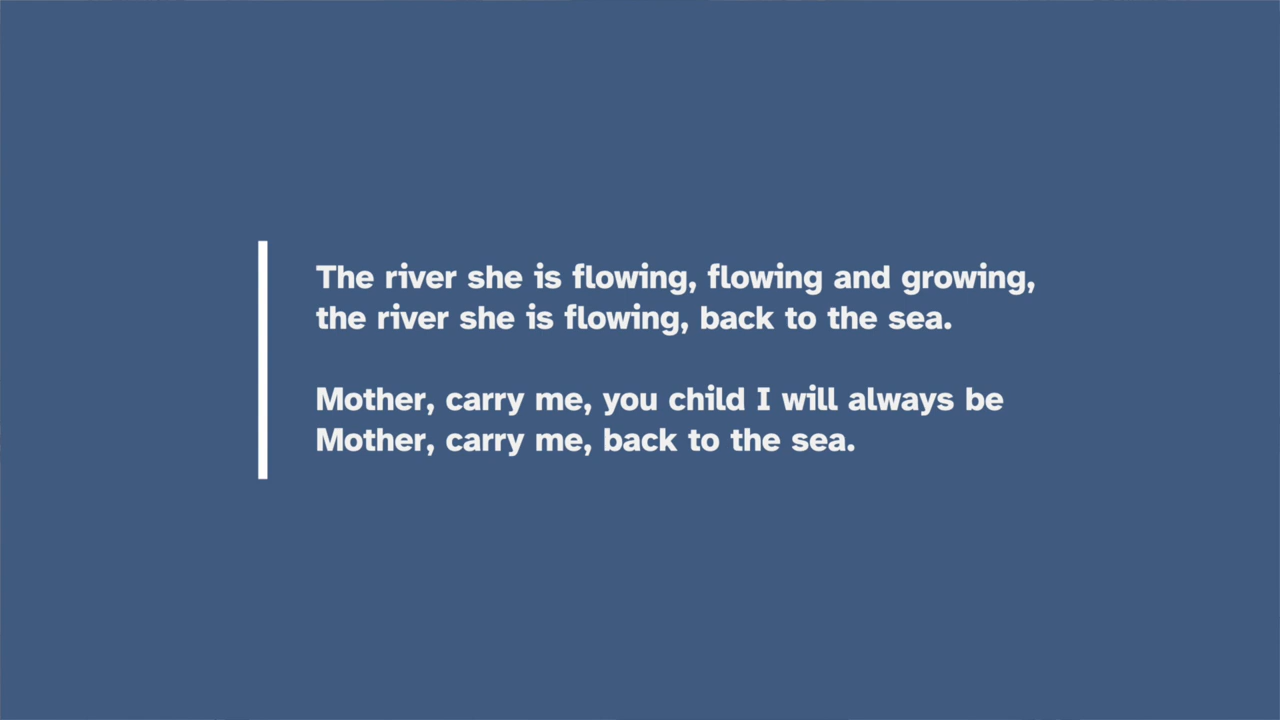 The river she is flowing, flowing and growing,
the river she is flowing, back to the sea.
Mother, carry me, you child I will always be
Mother, carry me, back to the sea.